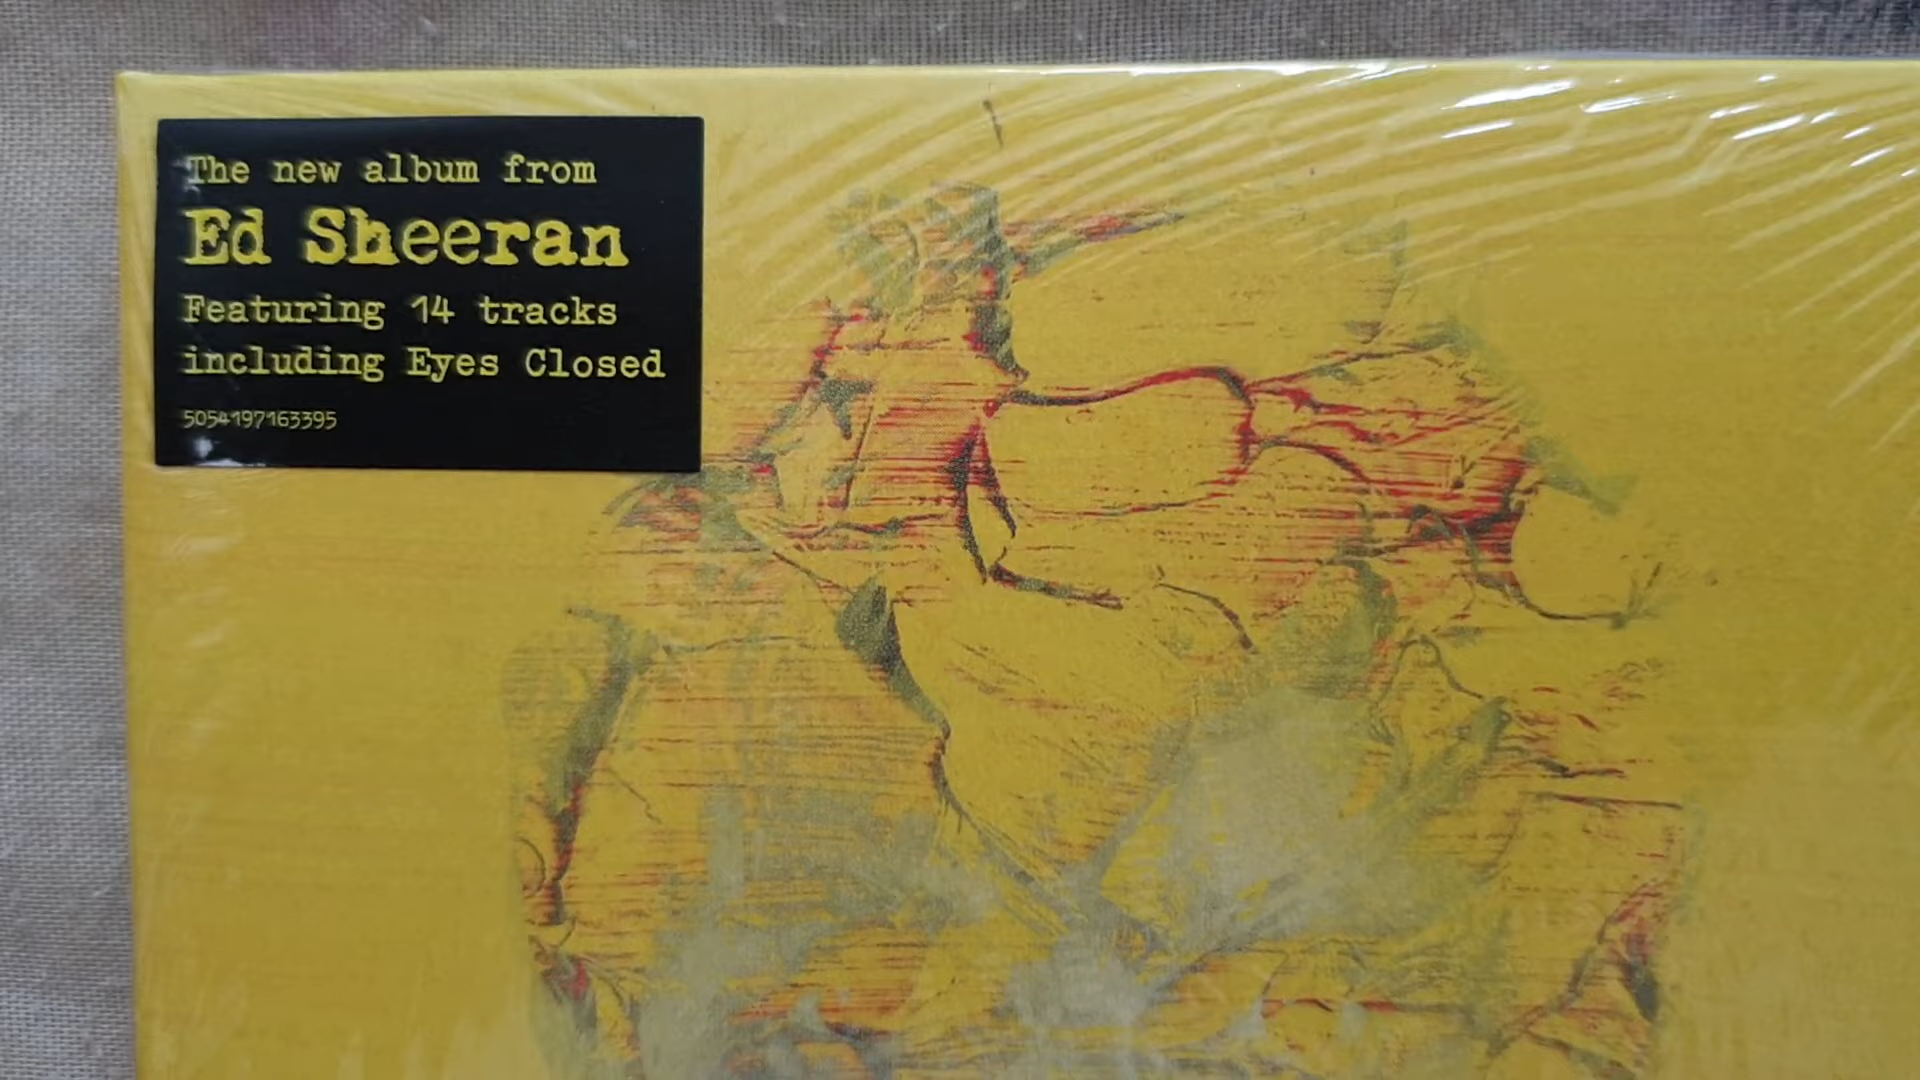 The new album from
Ed Sheeran
Featuring 14 tracks
including Eyes Closed
5054197163395